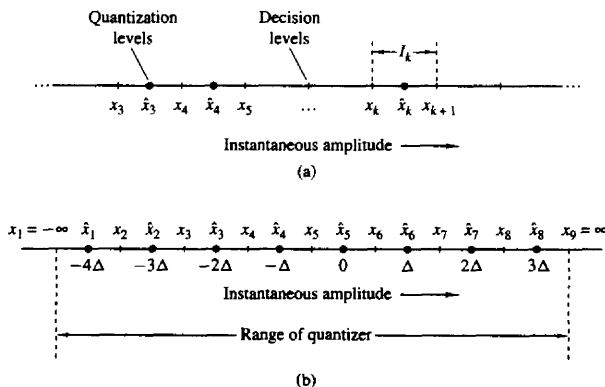 Quantization levels
Decision levels
I_k
... ...
x_3 x̂_3 x_4 x̂_4 x_5 ... x_k x̂_k x_{k+1}
Instantaneous amplitude
(a)
x_1 = -∞ x̂_1 x_2 x̂_2 x_3 x̂_3 x_4 x̂_4 x_5 x̂_5 x_6 x̂_6 x_7 x̂_7 x_8 x̂_8 x_9 = ∞
-4Δ -3Δ -2Δ -Δ 0 Δ 2Δ 3Δ
Instantaneous amplitude
Range of quantizer
(b)